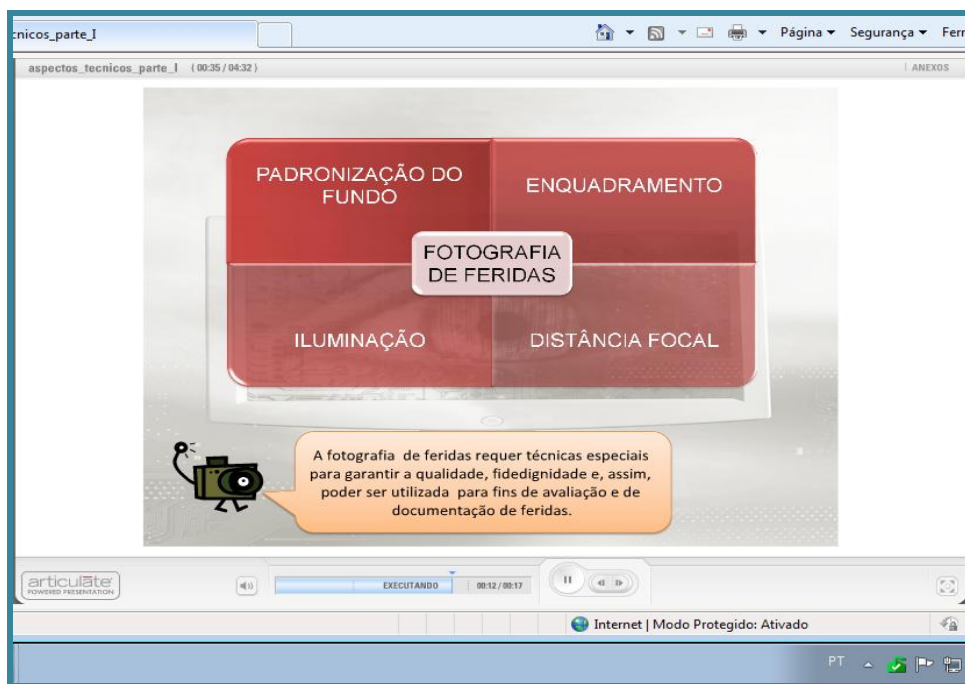 cnicos_parte_I
Página ▾ Segurança ▾ Ferr
aspectos_tecnicos_parte_I ( 00:35 / 04:32 )
ANEXOS
PADRONIZAÇÃO DO
FUNDO
ENQUADRAMENTO
FOTOGRAFIA
DE FERIDAS
ILUMINAÇÃO
DISTÂNCIA FOCAL
A fotografia de feridas requer técnicas especiais
para garantir a qualidade, fidedignidade e, assim,
poder ser utilizada para fins de avaliação e de
documentação de feridas.
articulate
POWERED PRESENTATION
EXECUTANDO
00:12 / 00:17
Internet | Modo Protegido: Ativado
PT